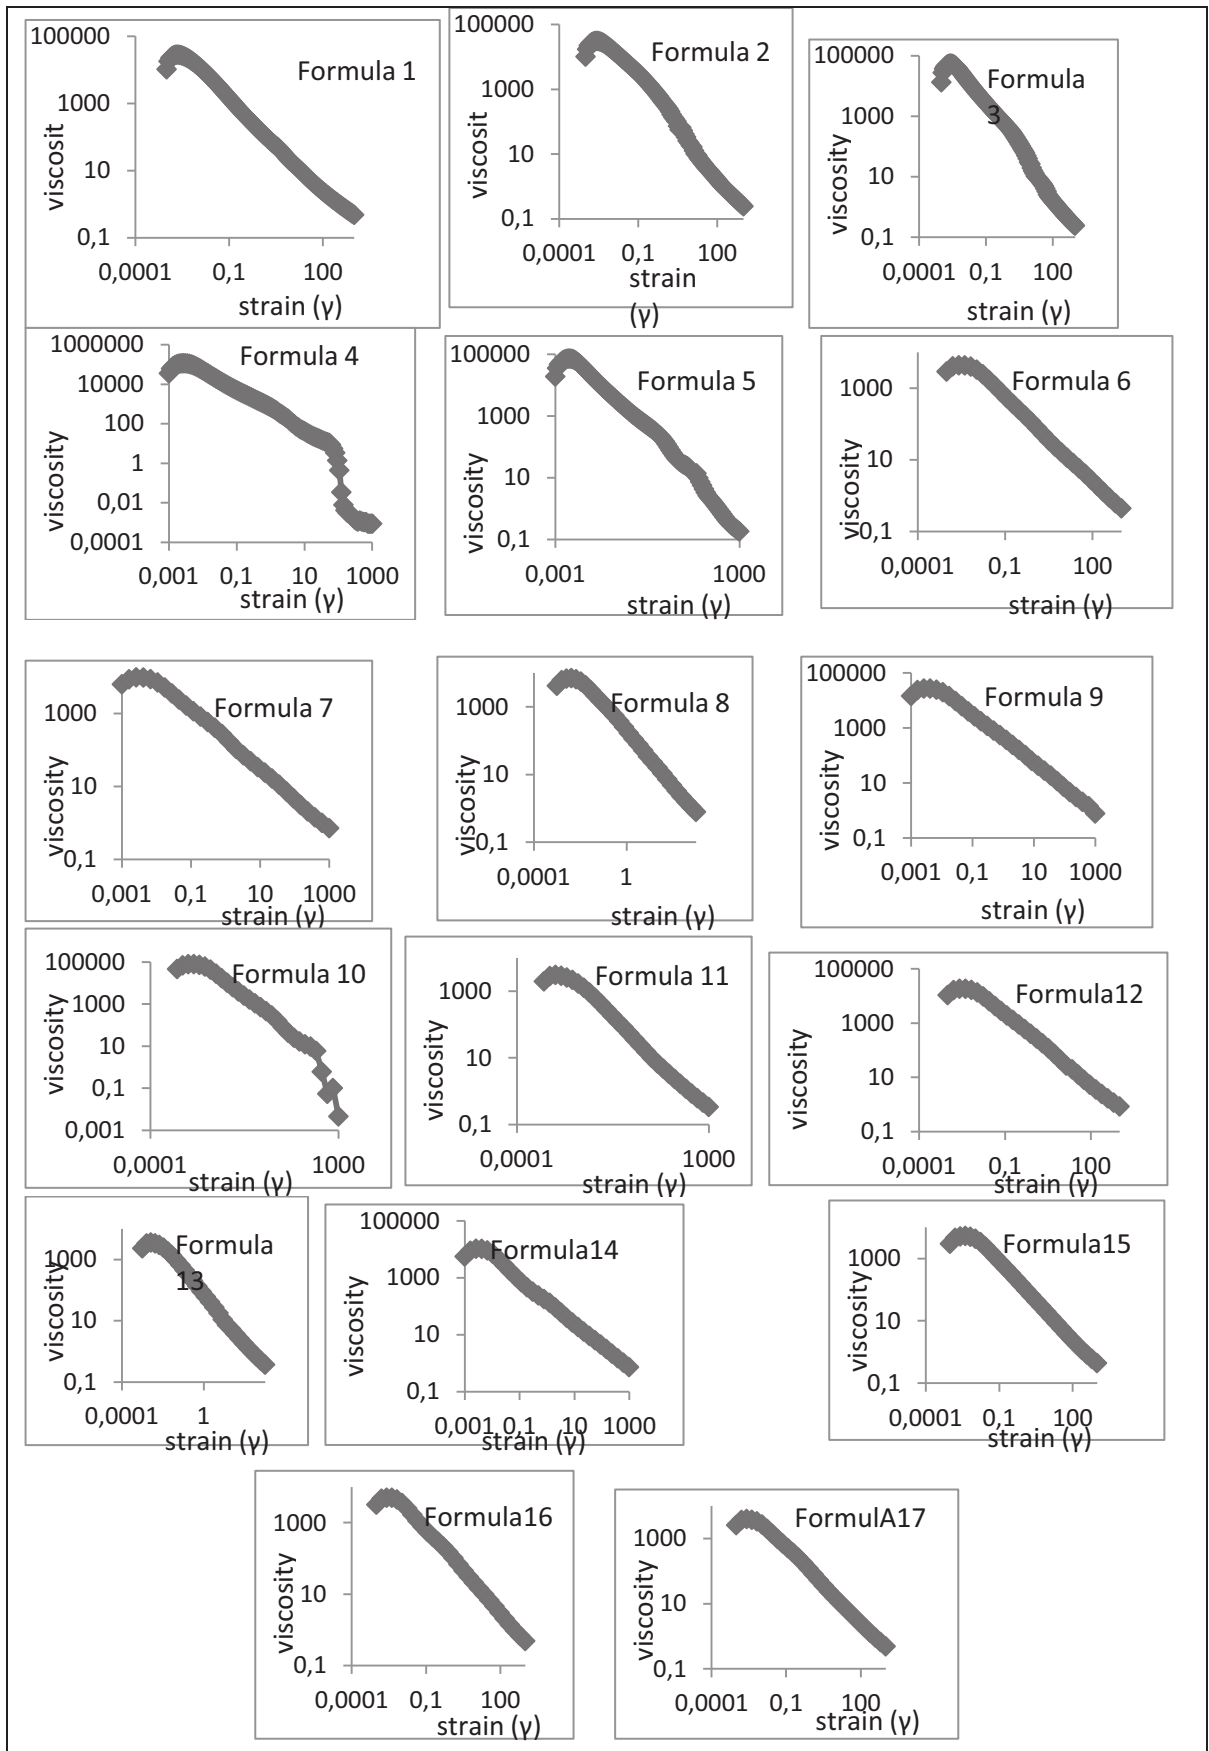 100000
1000
10
0,1
0,0001 0,1 100
viscosit
strain (γ)
Formula 1
100000
1000
10
0,1
0,0001 0,1 100
viscosit
strain
(γ)
Formula 2
100000
1000
10
0,1
0,0001 0,1 100
viscosity
strain (γ)
Formula
3
1000000
10000
100
1
0,01
0,0001
0,001 0,1 10 1000
viscosity
strain (γ)
Formula 4
100000
1000
10
0,1
0,001 1000
viscosity
strain (γ)
Formula 5
1000
10
0,1
0,0001 0,1 100
viscosity
strain (γ)
Formula 6
1000
10
0,1
0,001 0,1 10 1000
viscosity
strain (γ)
Formula 7
1000
10
0,1
0,0001 1
viscosity
strain (γ)
Formula 8
100000
1000
10
0,1
0,001 0,1 10 1000
viscosity
strain (γ)
Formula 9
100000
1000
10
0,1
0,001
0,0001 1000
viscosity
strain (γ)
Formula 10
1000
10
0,1
0,0001 1000
viscosity
strain (γ)
Formula 11
100000
1000
10
0,1
0,0001 0,1 100
viscosity
strain (γ)
Formula12
1000
10
0,1
0,0001 1
viscosity
strain (γ)
Formula
13
100000
1000
10
0,1
0,001 0,1 10 1000
viscosity
strain (γ)
Formula14
1000
10
0,1
0,0001 0,1 100
viscosity
strain (γ)
Formula15
1000
10
0,1
0,0001 0,1 100
viscosity
strain (γ)
Formula16
1000
10
0,1
0,0001 0,1 100
viscosity
strain (γ)
FormulA17